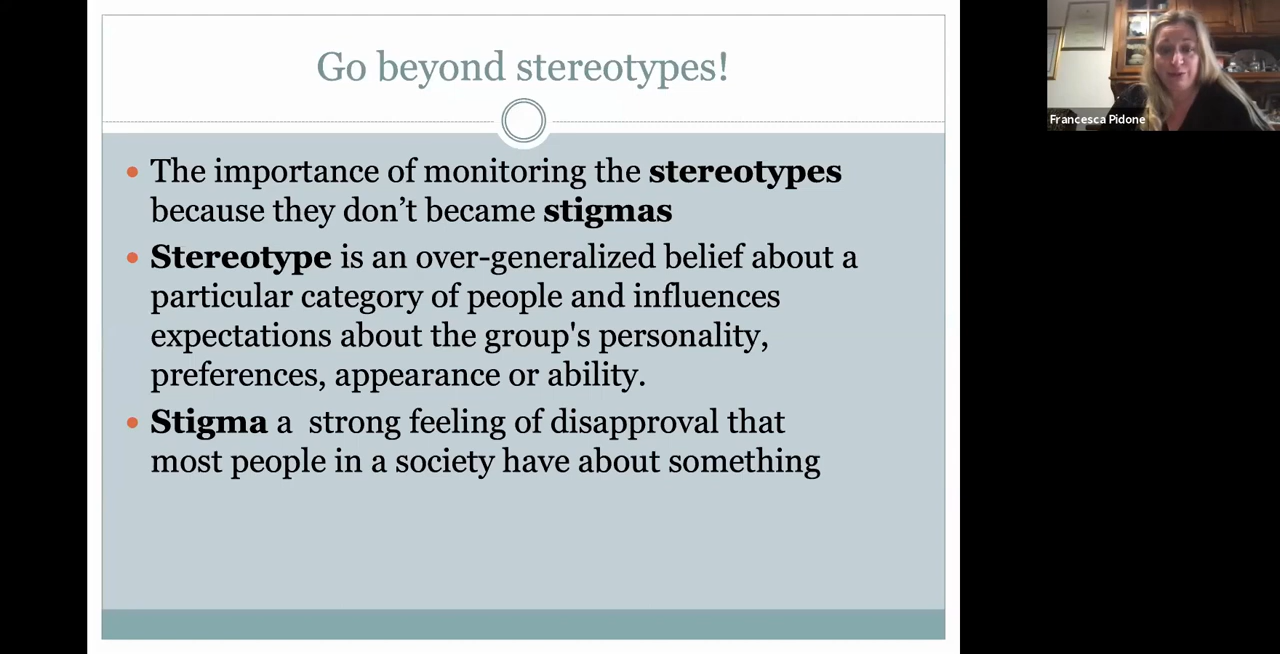 Go beyond stereotypes!
The importance of monitoring the stereotypes
because they don’t became stigmas
Stereotype is an over-generalized belief about a
particular category of people and influences
expectations about the group's personality,
preferences, appearance or ability.
Stigma a  strong feeling of disapproval that
most people in a society have about something
Francesca Pidone